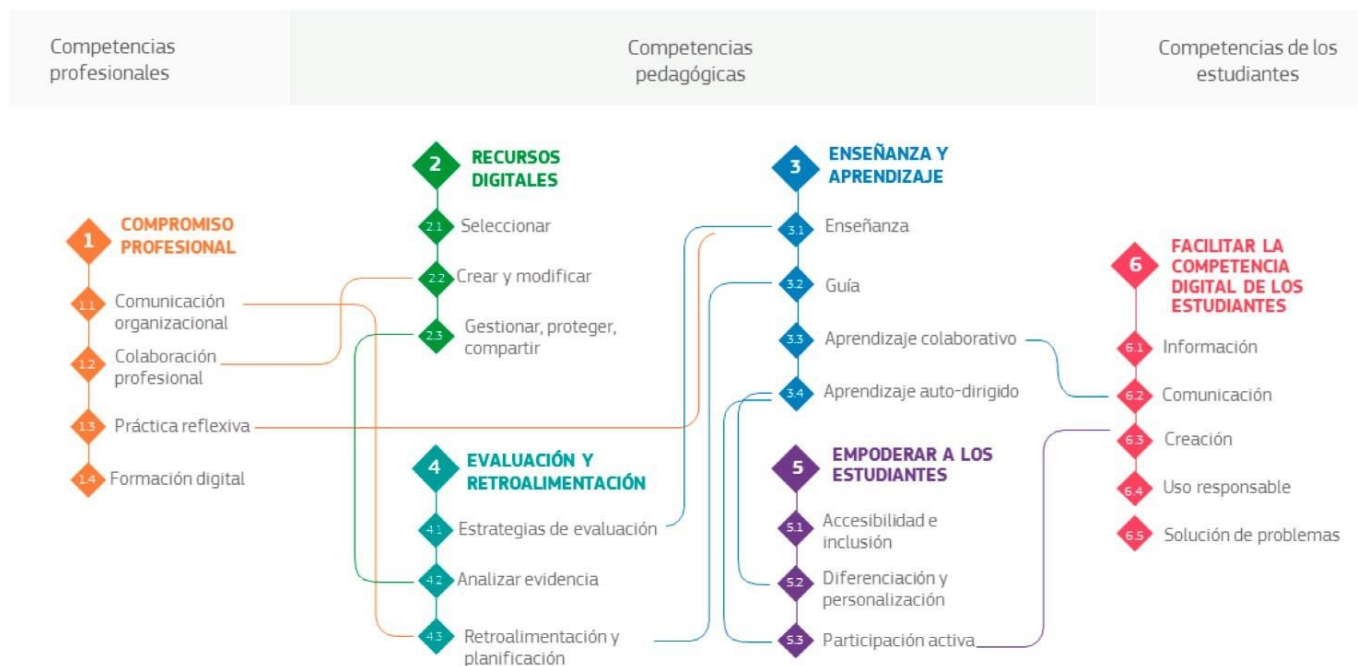 Competencias
profesionales
Competencias
pedagógicas
Competencias de los
estudiantes
1
COMPROMISO
PROFESIONAL
1.1
Comunicación
organizacional
1.2
Colaboración
profesional
1.3
Práctica reflexiva
1.4
Formación digital
2
RECURSOS
DIGITALES
2.1
Seleccionar
2.2
Crear y modificar
2.3
Gestionar, proteger,
compartir
3
ENSEÑANZA Y
APRENDIZAJE
3.1
Enseñanza
3.2
Guía
3.3
Aprendizaje colaborativo
3.4
Aprendizaje auto-dirigido
4
EVALUACIÓN Y
RETROALIMENTACIÓN
4.1
Estrategias de evaluación
4.2
Analizar evidencia
4.3
Retroalimentación y
planificación
5
EMPODERAR A LOS
ESTUDIANTES
5.1
Accesibilidad e
inclusión
5.2
Diferenciación y
personalización
5.3
Participación activa
6
FACILITAR LA
COMPETENCIA
DIGITAL DE LOS
ESTUDIANTES
6.1
Información
6.2
Comunicación
6.3
Creación
6.4
Uso responsable
6.5
Solución de problemas